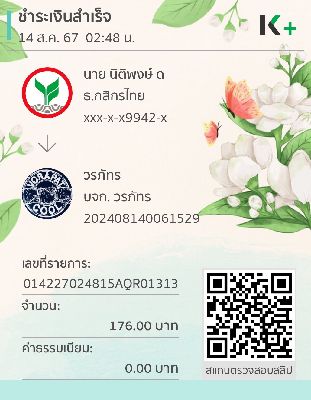 ชำระเงินสำเร็จ
14 ส.ค. 67 02:48 น.
K+
นาย นิติพงษ์ ด
ธ.กสิกรไทย
xxx-x-x9942-x
วรภัทร
บจก. วรภัทร
202408140061529
เลขที่รายการ:
014227024815AQR01313
จำนวน:
176.00 บาท
ค่าธรรมเนียม:
0.00 บาท
สแกนตรวจสอบสลิป